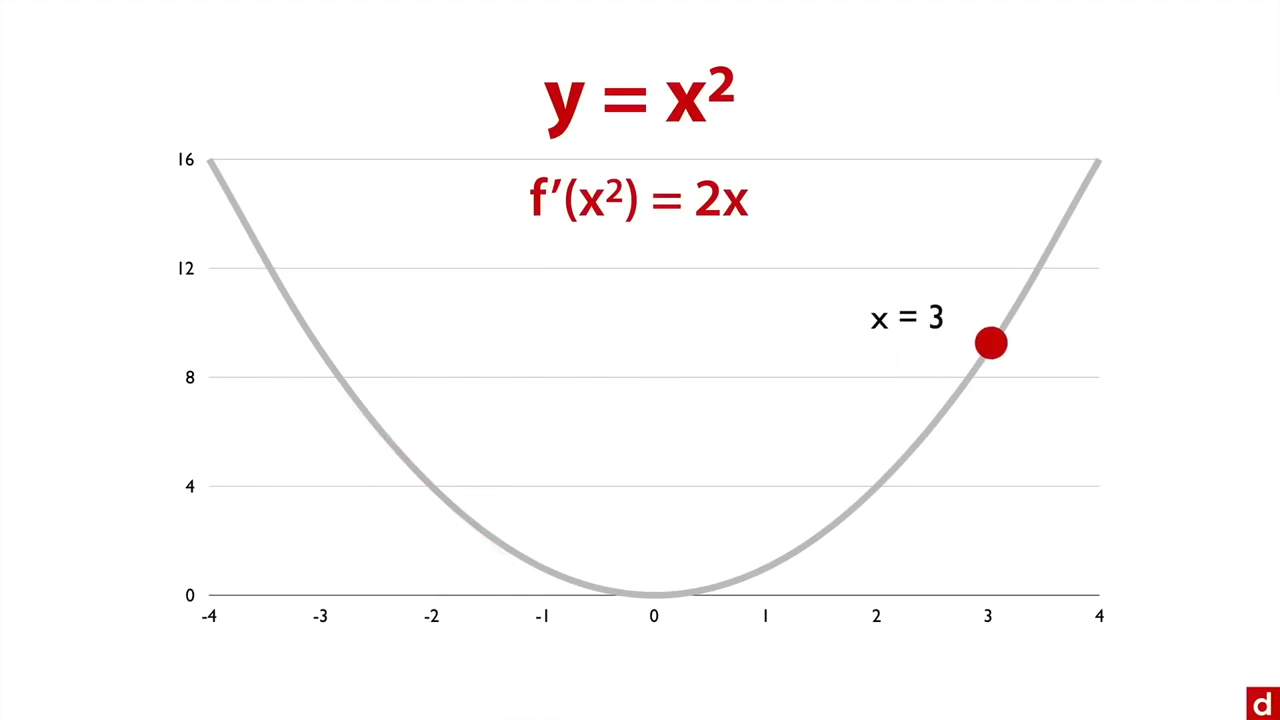 y = x²
16
f′(x²) = 2x
12
x = 3
8
4
0
-4 -3 -2 -1 0 1 2 3 4
d